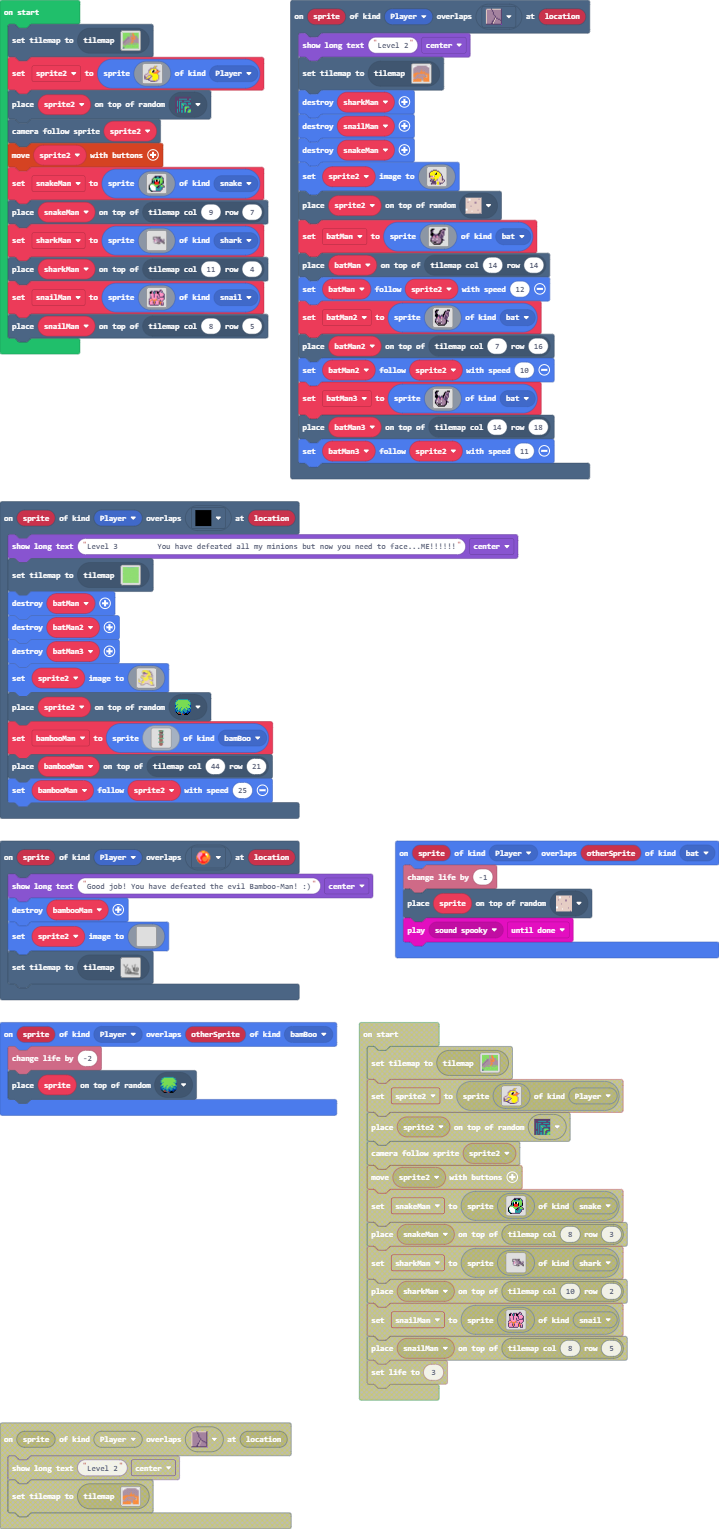 on start
set tilemap to tilemap
set sprite2 to sprite of kind Player
place sprite2 on top of random
camera follow sprite sprite2
move sprite2 with buttons
set snakeMan to sprite of kind snake
place snakeMan on top of tilemap col 9 row 7
set sharkMan to sprite of kind shark
place sharkMan on top of tilemap col 11 row 4
set snailMan to sprite of kind snail
place snailMan on top of tilemap col 8 row 5
on sprite of kind Player overlaps at location
show long text "Level 2" center
set tilemap to tilemap
destroy sharkMan
destroy snailMan
destroy snakeMan
set sprite2 image to
place sprite2 on top of random
set batMan to sprite of kind bat
place batMan on top of tilemap col 14 row 14
set batMan follow sprite2 with speed 12
set batMan2 to sprite of kind bat
place batMan2 on top of tilemap col 7 row 16
set batMan2 follow sprite2 with speed 10
set batMan3 to sprite of kind bat
place batMan3 on top of tilemap col 14 row 18
set batMan3 follow sprite2 with speed 11
on sprite of kind Player overlaps at location
show long text "Level 3 You have defeated all my minions but now you need to face...ME!!!!!!" center
set tilemap to tilemap
destroy batMan
destroy batMan2
destroy batMan3
set sprite2 image to
place sprite2 on top of random
set bambooMan to sprite of kind bamBoo
place bambooMan on top of tilemap col 44 row 21
set bambooMan follow sprite2 with speed 25
on sprite of kind Player overlaps at location
show long text "Good job! You have defeated the evil Bamboo-Man! :)" center
destroy bambooMan
set sprite2 image to
set tilemap to tilemap
on sprite of kind Player overlaps otherSprite of kind bat
change life by -1
place sprite on top of random
play sound spooky until done
on sprite of kind Player overlaps otherSprite of kind bamBoo
change life by -2
place sprite on top of random
on start
set tilemap to tilemap
set sprite2 to sprite of kind Player
place sprite2 on top of random
camera follow sprite sprite2
move sprite2 with buttons
set snakeMan to sprite of kind snake
place snakeMan on top of tilemap col 8 row 3
set sharkMan to sprite of kind shark
place sharkMan on top of tilemap col 10 row 2
set snailMan to sprite of kind snail
place snailMan on top of tilemap col 8 row 5
set life to 3
on sprite of kind Player overlaps at location
show long text "Level 2" center
set tilemap to tilemap